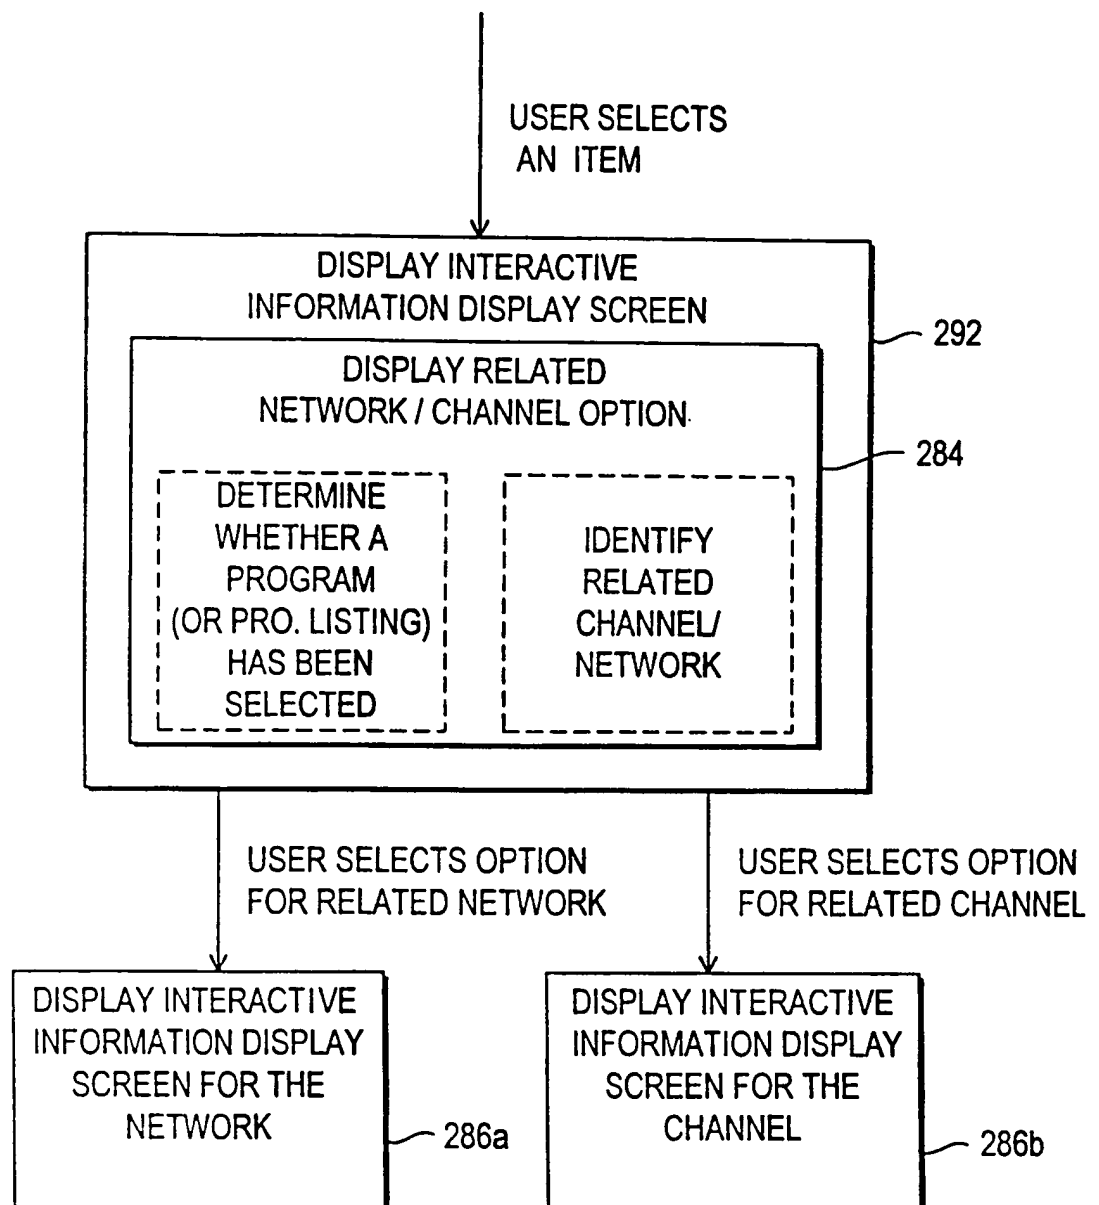 USER SELECTS
AN ITEM
DISPLAY INTERACTIVE
INFORMATION DISPLAY SCREEN
292
DISPLAY RELATED
NETWORK / CHANNEL OPTION
284
DETERMINE
WHETHER A
PROGRAM
(OR PRO. LISTING)
HAS BEEN
SELECTED
IDENTIFY
RELATED
CHANNEL/
NETWORK
USER SELECTS OPTION
FOR RELATED NETWORK
USER SELECTS OPTION
FOR RELATED CHANNEL
DISPLAY INTERACTIVE
INFORMATION DISPLAY
SCREEN FOR THE
NETWORK
286a
DISPLAY INTERACTIVE
INFORMATION DISPLAY
SCREEN FOR THE
CHANNEL
286b